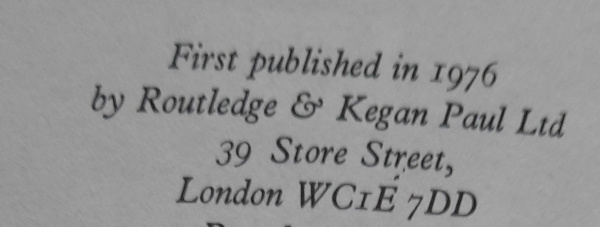 First published in 1976
by Routledge & Kegan Paul Ltd
39 Store Street,
London WC1E 7DD